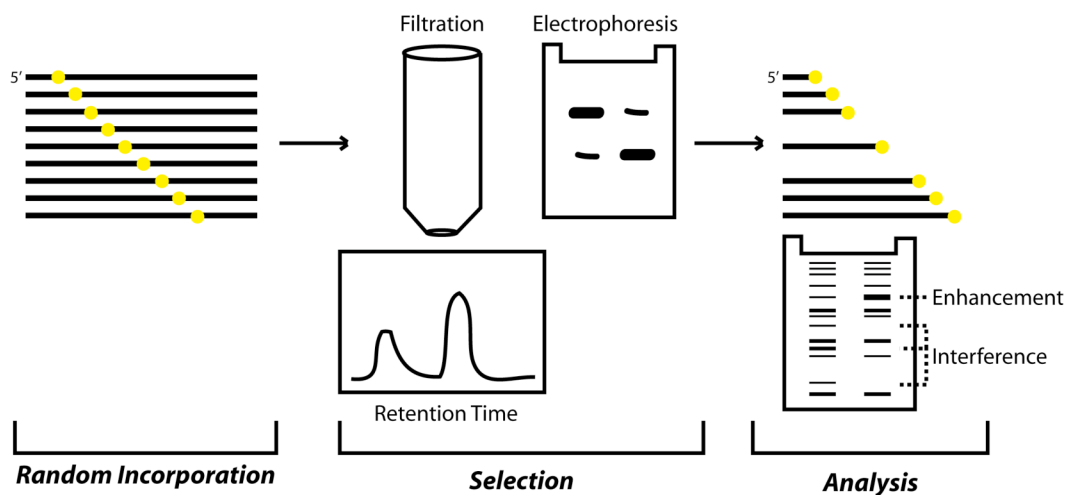 Filtration
Electrophoresis
5′
5′
Enhancement
Interference
Retention Time
Random Incorporation
Selection
Analysis